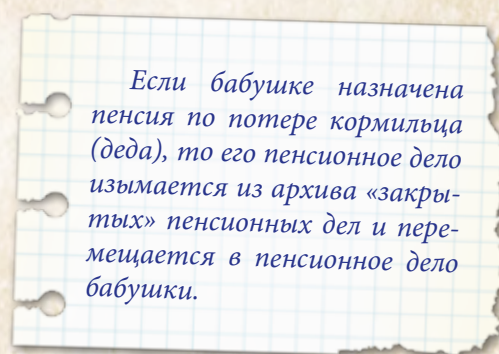 Если бабушке назначена
пенсия по потере кормильца
(деда), то его пенсионное дело
изымается из архива «закры-
тых» пенсионных дел и пере-
мещается в пенсионное дело
бабушки.